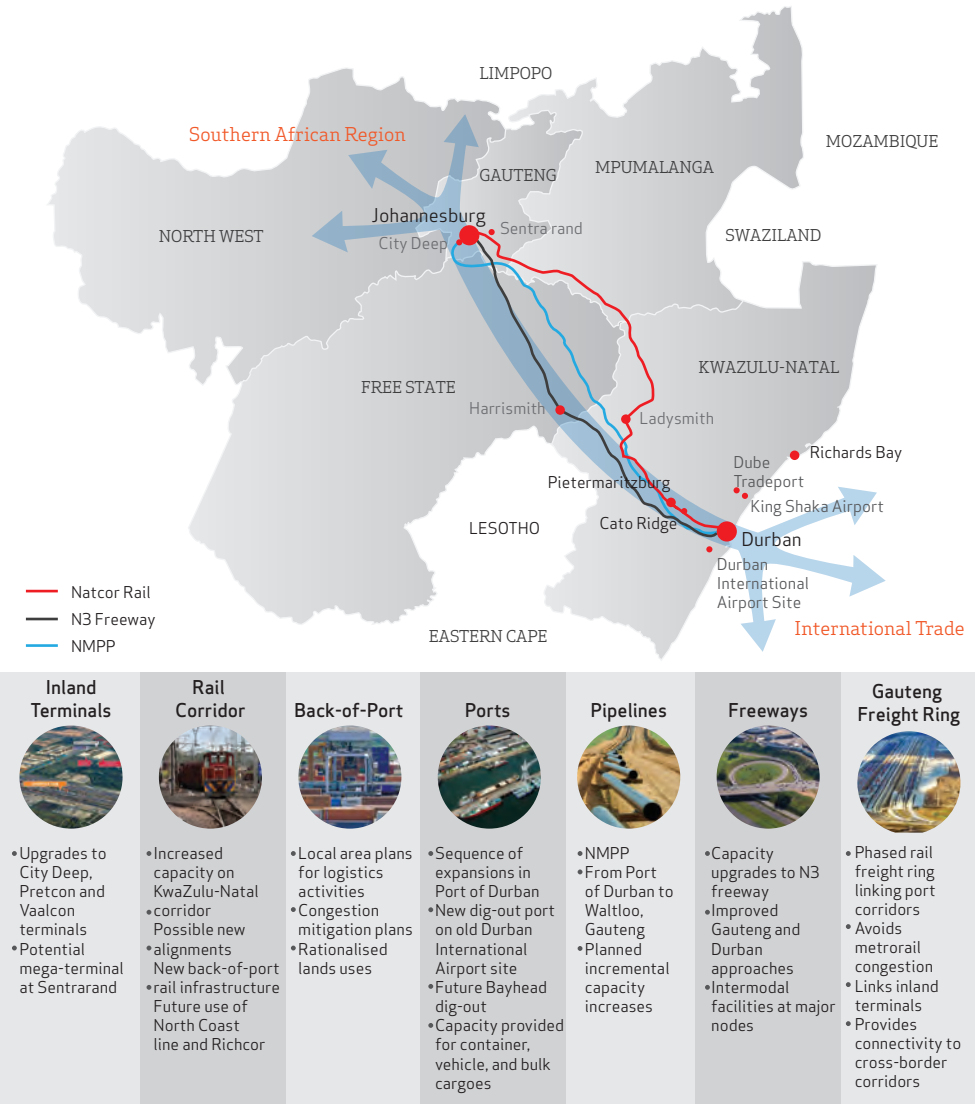 LIMPOPO
Southern African Region
MOZAMBIQUE
GAUTENG
MPUMALANGA
Johannesburg
Sentra rand
NORTH WEST
City Deep
SWAZILAND
FREE STATE
KWAZULU-NATAL
Harrismith
Ladysmith
Richards Bay
Dube
Tradeport
Pietermaritzburg
King Shaka Airport
Cato Ridge
LESOTHO
Durban
Durban
International
Airport Site
Natcor Rail
N3 Freeway
NMPP
EASTERN CAPE
International Trade
Inland
Terminals
•Upgrades to
City Deep,
Pretcon and
Vaalcon
terminals
•Potential
mega-terminal
at Sentrarand
Rail
Corridor
•Increased
capacity on
KwaZulu-Natal
•corridor
Possible new
•alignments
New back-of-port
•rail infrastructure
Future use of
North Coast
line and Richcor
Back-of-Port
•Local area plans
for logistics
activities
•Congestion
mitigation plans
•Rationalised
lands uses
Ports
•Sequence of
expansions in
Port of Durban
•New dig-out port
on old Durban
International
Airport site
•Future Bayhead
dig-out
•Capacity provided
for container,
vehicle, and bulk
cargoes
Pipelines
•NMPP
•From Port
of Durban to
Waltloo,
Gauteng
•Planned
incremental
capacity
increases
Freeways
•Capacity
upgrades to N3
freeway
•Improved
Gauteng and
Durban
approaches
•Intermodal
facilities at major
nodes
Gauteng
Freight Ring
•Phased rail
freight ring
linking port
corridors
•Avoids
metrorail
congestion
•Links inland
terminals
•Provides
connectivity to
cross-border
corridors